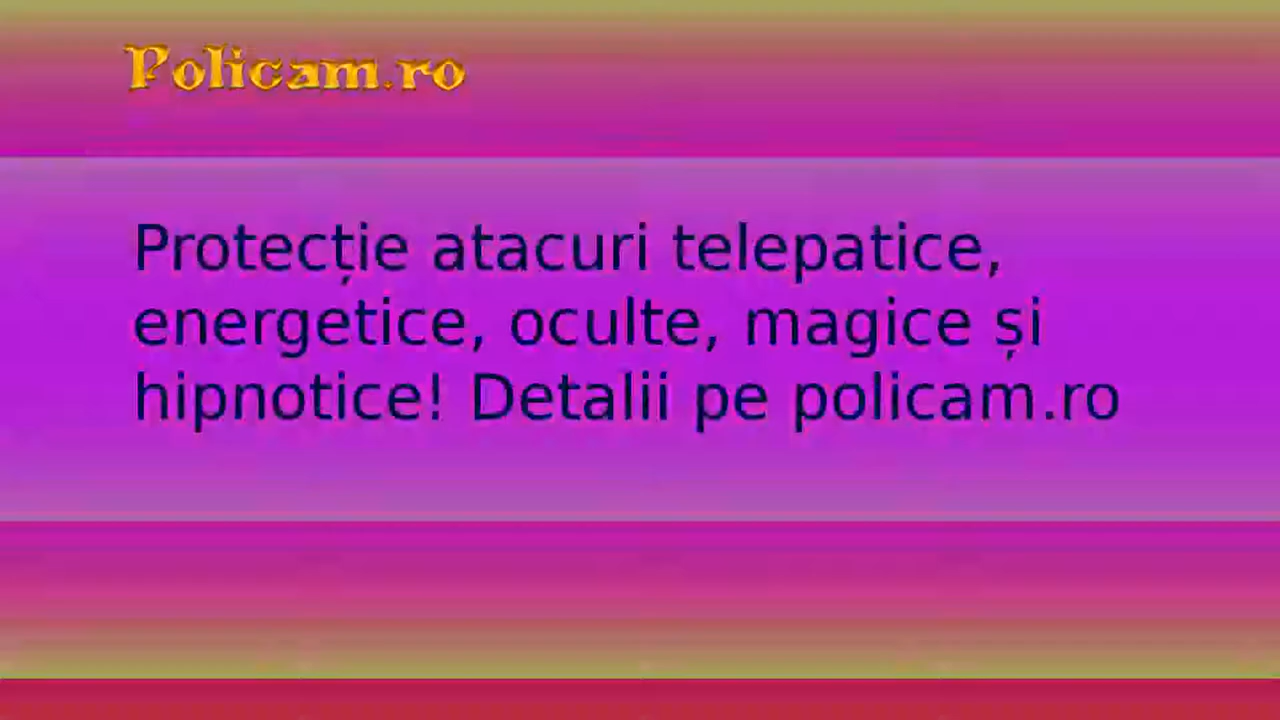 Policam.ro
Protecție atacuri telepatice,
energetice, oculte, magice și
hipnotice! Detalii pe policam.ro